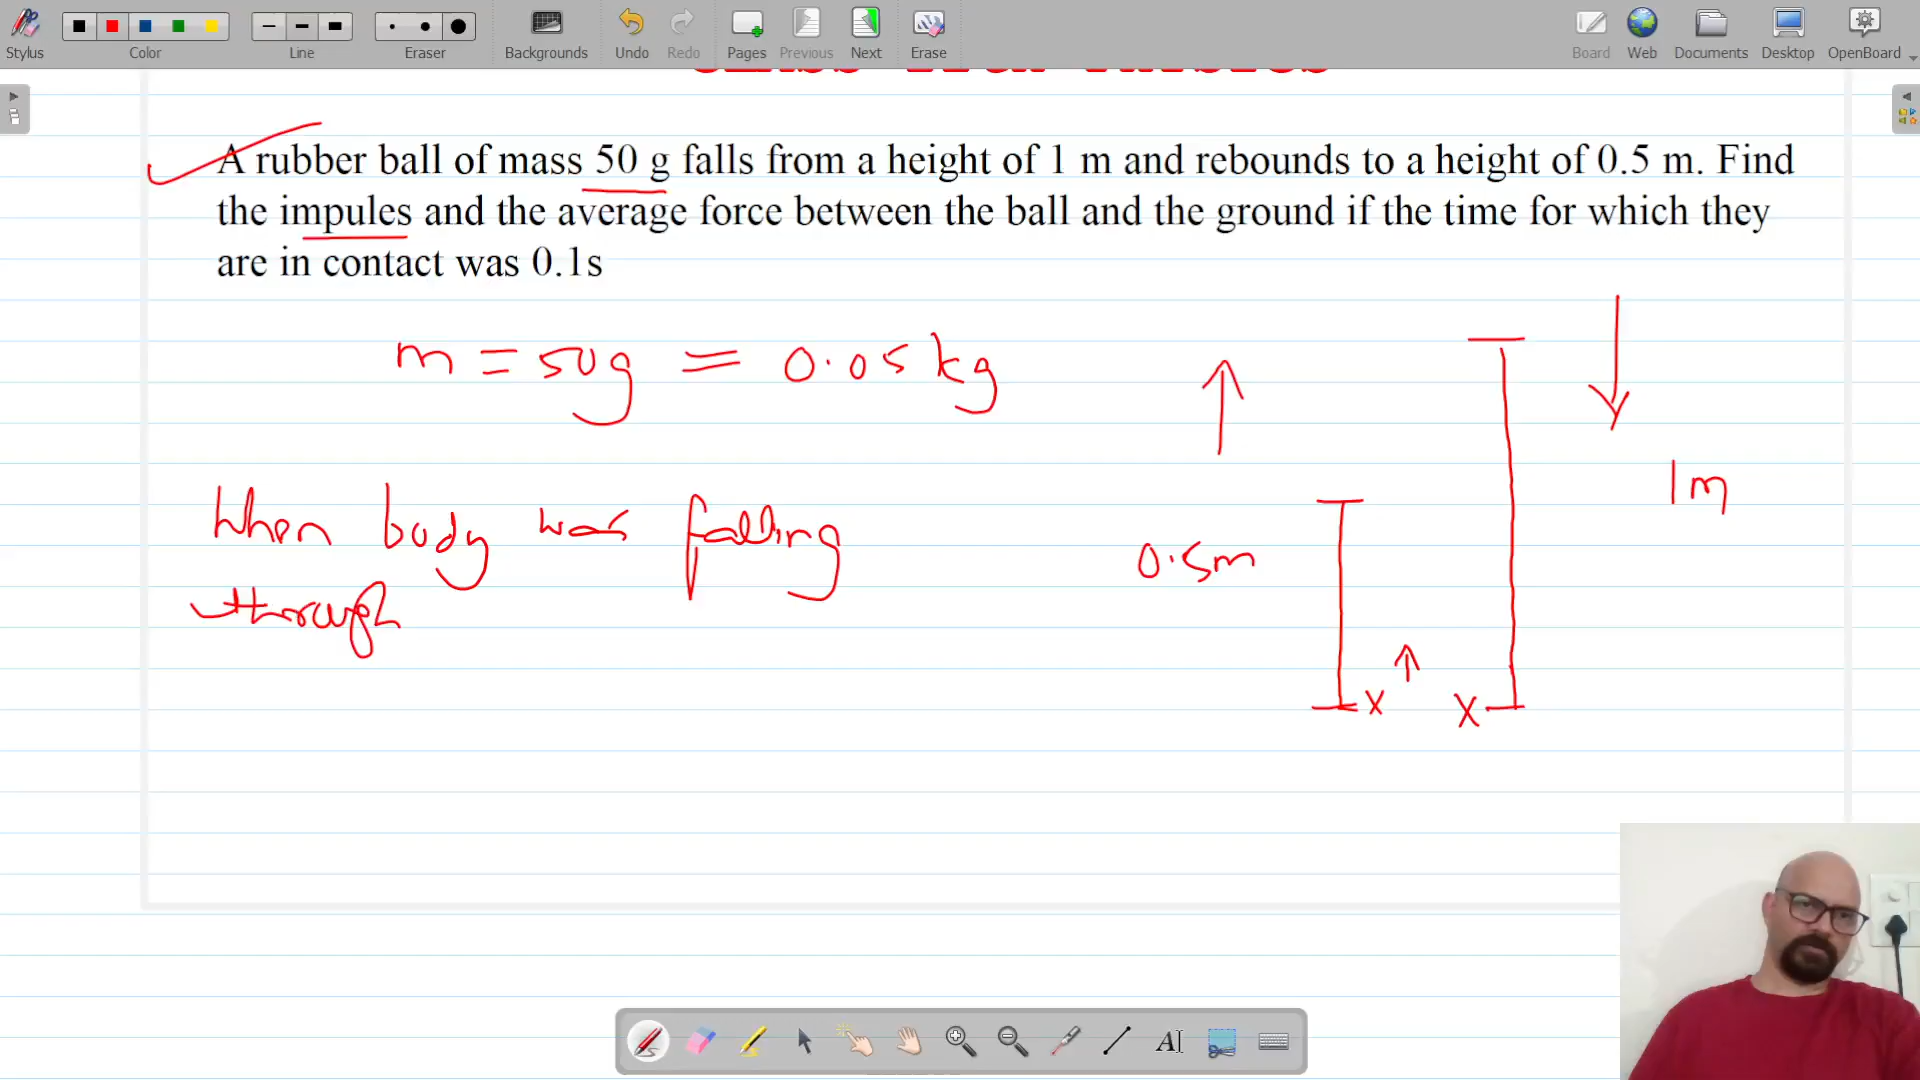 Stylus
Color
Line
Eraser
Backgrounds
Undo
Redo
Pages
Previous
Next
Erase
Board
Web
Documents
Desktop
OpenBoard
A rubber ball of mass 50 g falls from a height of 1 m and rebounds to a height of 0.5 m. Find
the impules and the average force between the ball and the ground if the time for which they
are in contact was 0.1s
m = 50g = 0.05 kg
When body was falling
through
0.5m
1m
x
x